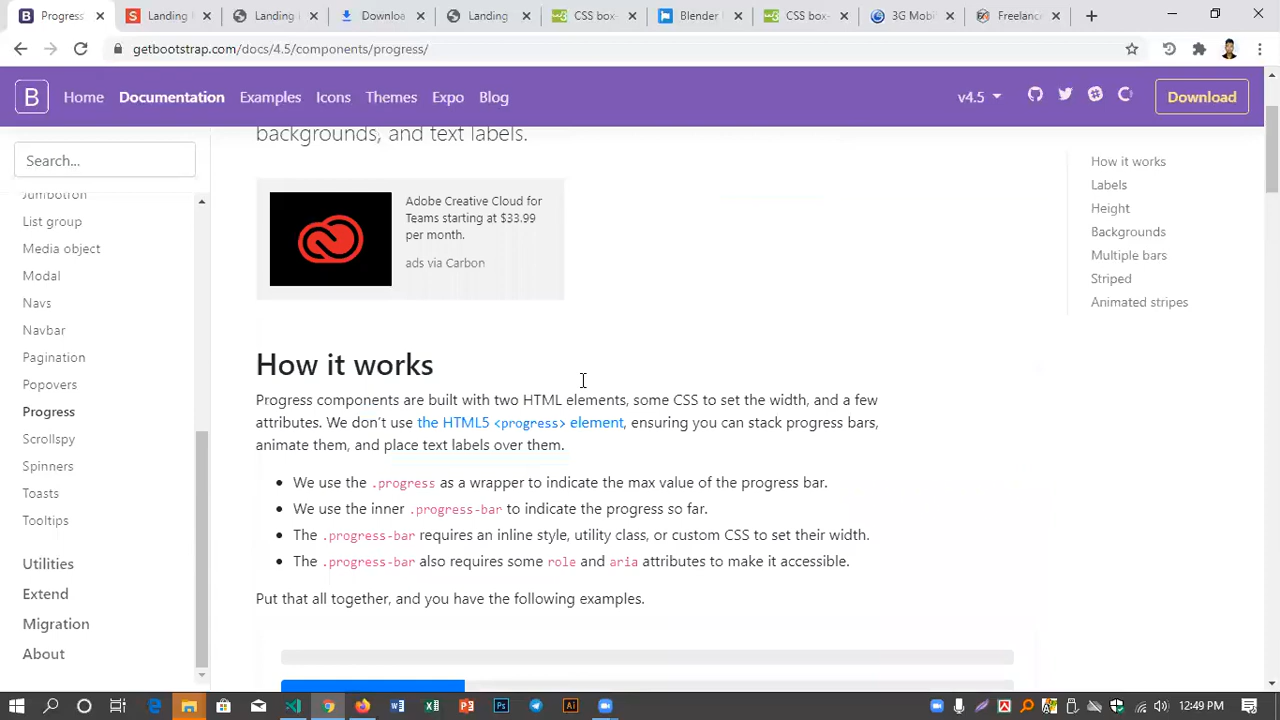 Progress
Landing
Landing
Downloa
Landing
CSS box-
Blender
CSS box-
3G Mobil
Freelanc
getbootstrap.com/docs/4.5/components/progress/
B Home Documentation Examples Icons Themes Expo Blog v4.5 Download
Search...
Jumbotron
List group
Media object
Modal
Navs
Navbar
Pagination
Popovers
Progress
Scrollspy
Spinners
Toasts
Tooltips
Utilities
Extend
Migration
About
backgrounds, and text labels.
Adobe Creative Cloud for
Teams starting at $33.99
per month.
ads via Carbon
How it works
Progress components are built with two HTML elements, some CSS to set the width, and a few
attributes. We don't use the HTML5 <progress> element, ensuring you can stack progress bars,
animate them, and place text labels over them.
• We use the .progress as a wrapper to indicate the max value of the progress bar.
• We use the inner .progress-bar to indicate the progress so far.
• The .progress-bar requires an inline style, utility class, or custom CSS to set their width.
• The .progress-bar also requires some role and aria attributes to make it accessible.
Put that all together, and you have the following examples.
How it works
Labels
Height
Backgrounds
Multiple bars
Striped
Animated stripes
12:49 PM